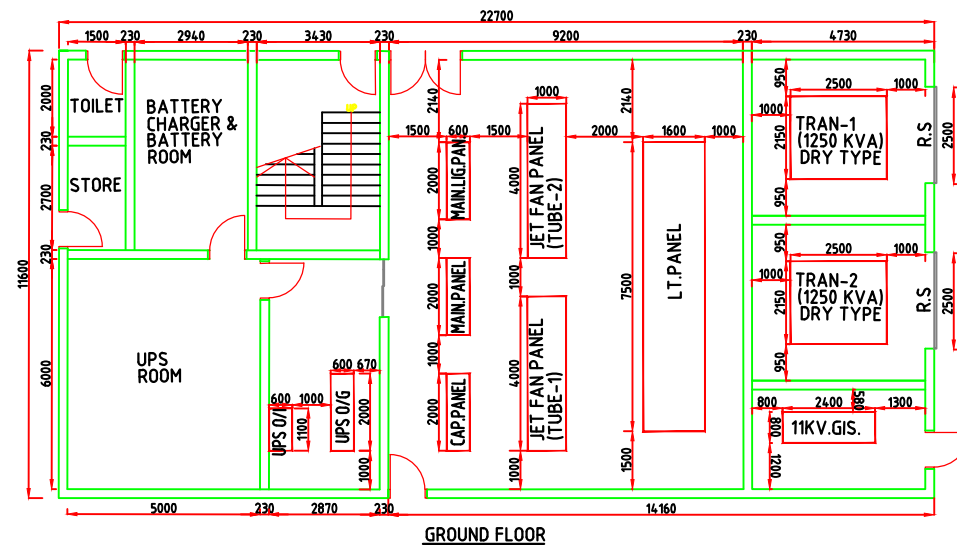 22700
1500 230 2940 230 3430 230 9200 230 4730
TOILET
BATTERY
CHARGER &
BATTERY
ROOM
STORE
UP
2000
230
2700
230
6000
11600
UPS
ROOM
600 1000
UPS O/I
1100
600 670
UPS O/G
2000
1000
2140
1500 600 1500
MAIN.LIG.PAN
2000
1000
MAIN.PANEL
2000
1000
CAP.PANEL
2000
1000
JET FAN PANEL
(TUBE-2)
4000
1000
JET FAN PANEL
(TUBE-1)
4000
1000
2000 1600 1000
2140
LT.PANEL
7500
1500
950
2500 1000
1000
TRAN-1
(1250 KVA)
DRY TYPE
2150
950
R.S
2500
950
2500 1000
1000
TRAN-2
(1250 KVA)
DRY TYPE
2150
950
R.S
2500
580
800 2400 1300
11KV.GIS.
800
1200
5000 230 2870 230 14160
GROUND FLOOR